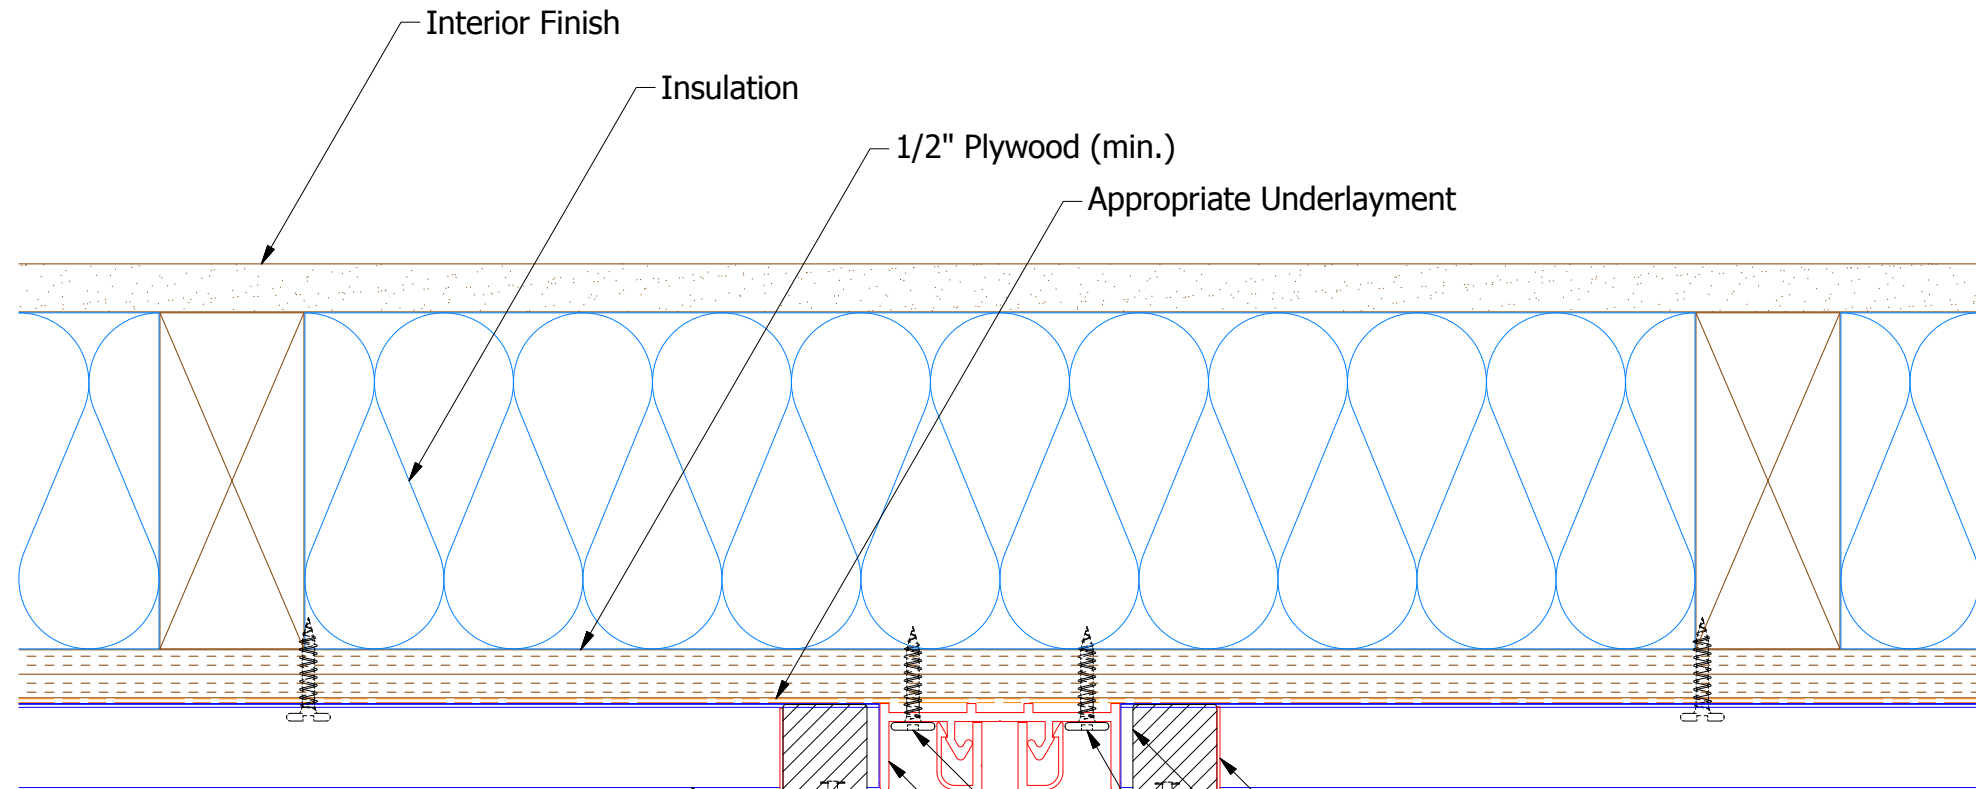 Interior Finish
Insulation
1/2" Plywood (min.)
Appropriate Underlayment